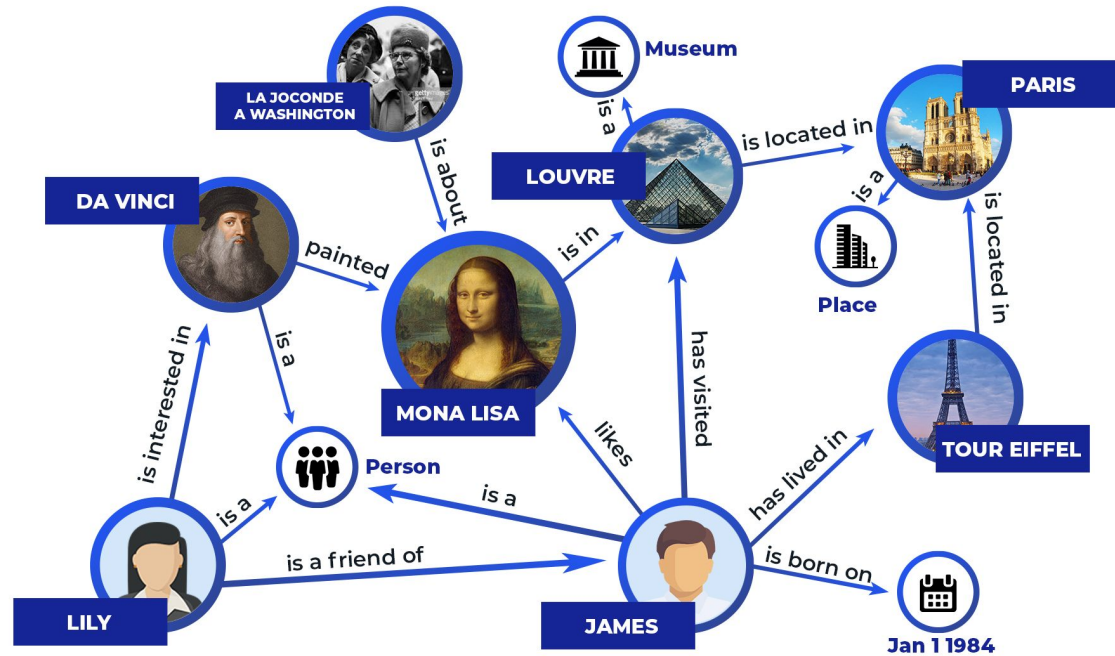 LA JOCONDE
A WASHINGTON
Museum
PARIS
is a
is located in
LOUVRE
is about
DA VINCI
is a
is located in
painted
is in
Place
is a
has visited
is interested in
MONA LISA
likes
TOUR EIFFEL
Person
has lived in
is a
is a
is a friend of
is born on
LILY
JAMES
Jan 1 1984